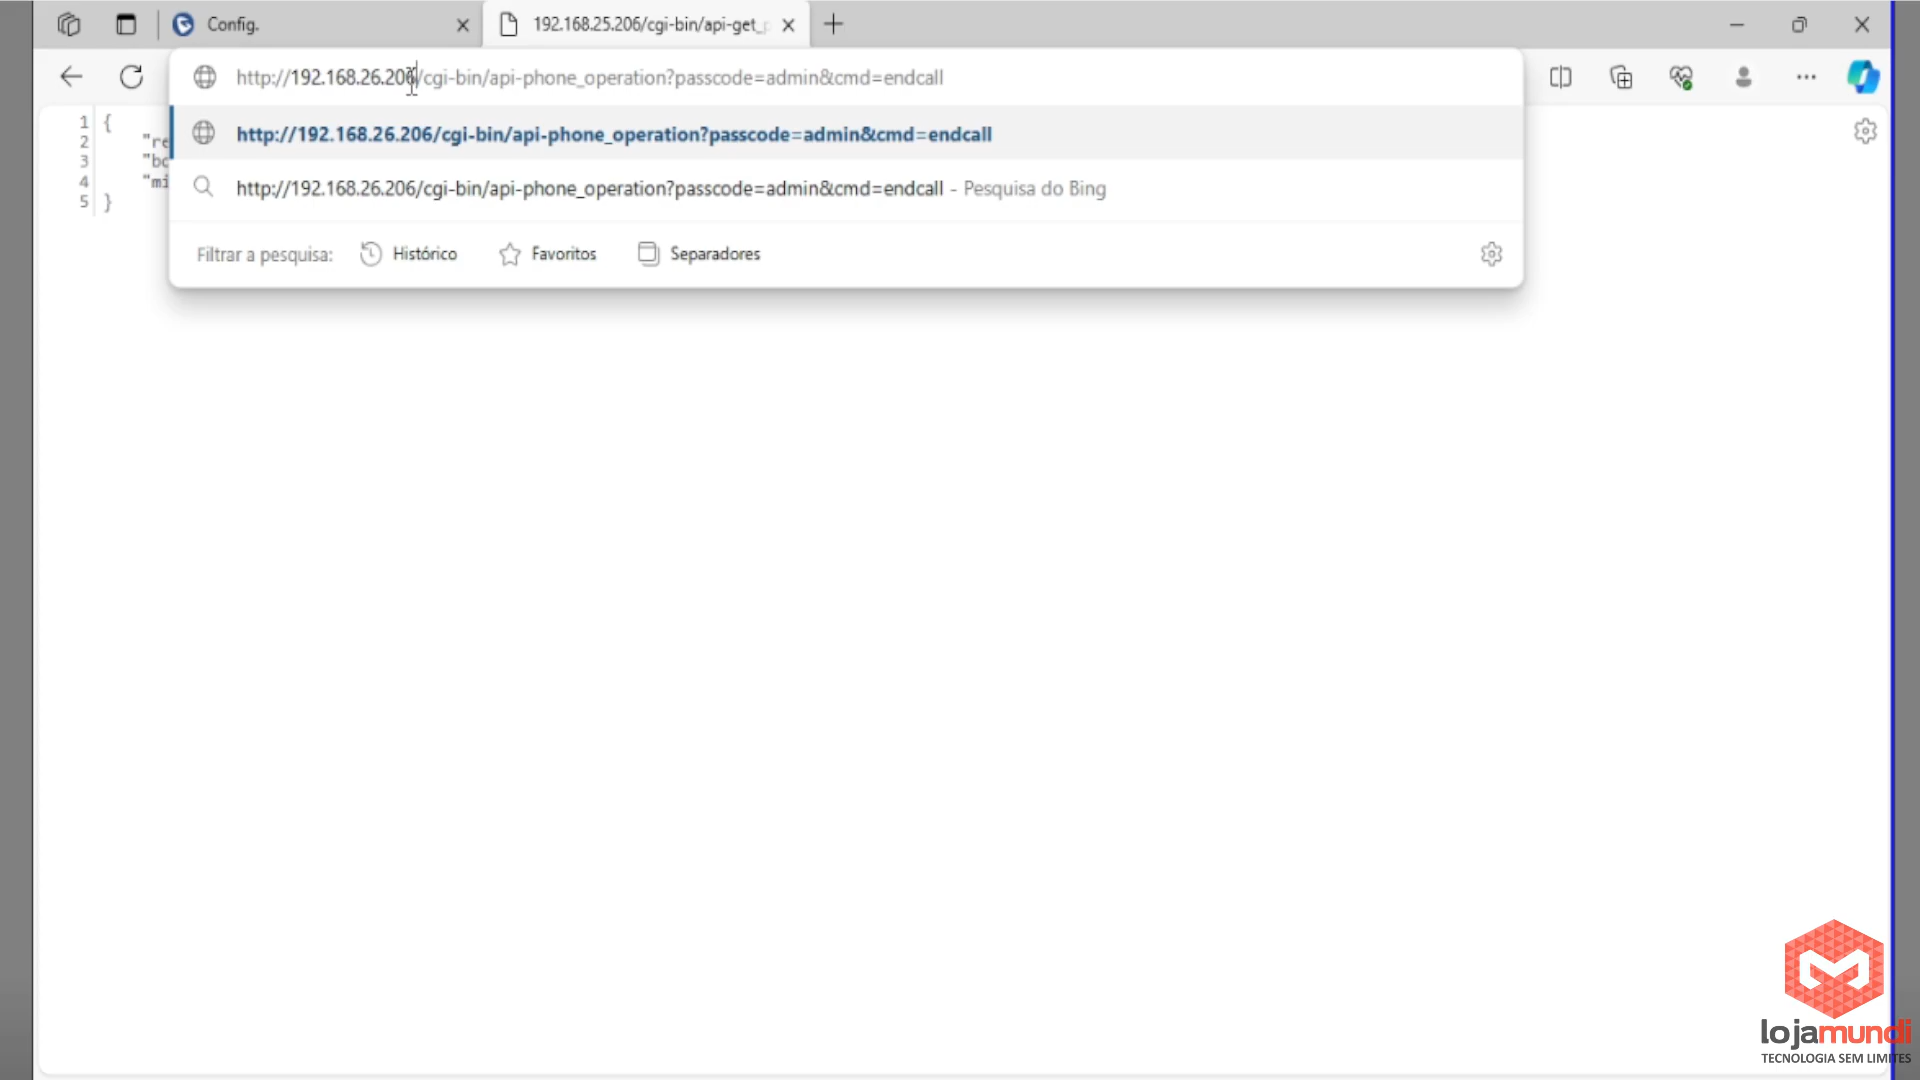 Config.
192.168.25.206/cgi-bin/api-get_
http://192.168.26.206/cgi-bin/api-phone_operation?passcode=admin&cmd=endcall
http://192.168.26.206/cgi-bin/api-phone_operation?passcode=admin&cmd=endcall
http://192.168.26.206/cgi-bin/api-phone_operation?passcode=admin&cmd=endcall - Pesquisa do Bing
Filtrar a pesquisa: Histórico Favoritos Separadores
1 {
2 "re
3 "bo
4 "mi
5 }
lojamundi
TECNOLOGIA SEM LIMITES